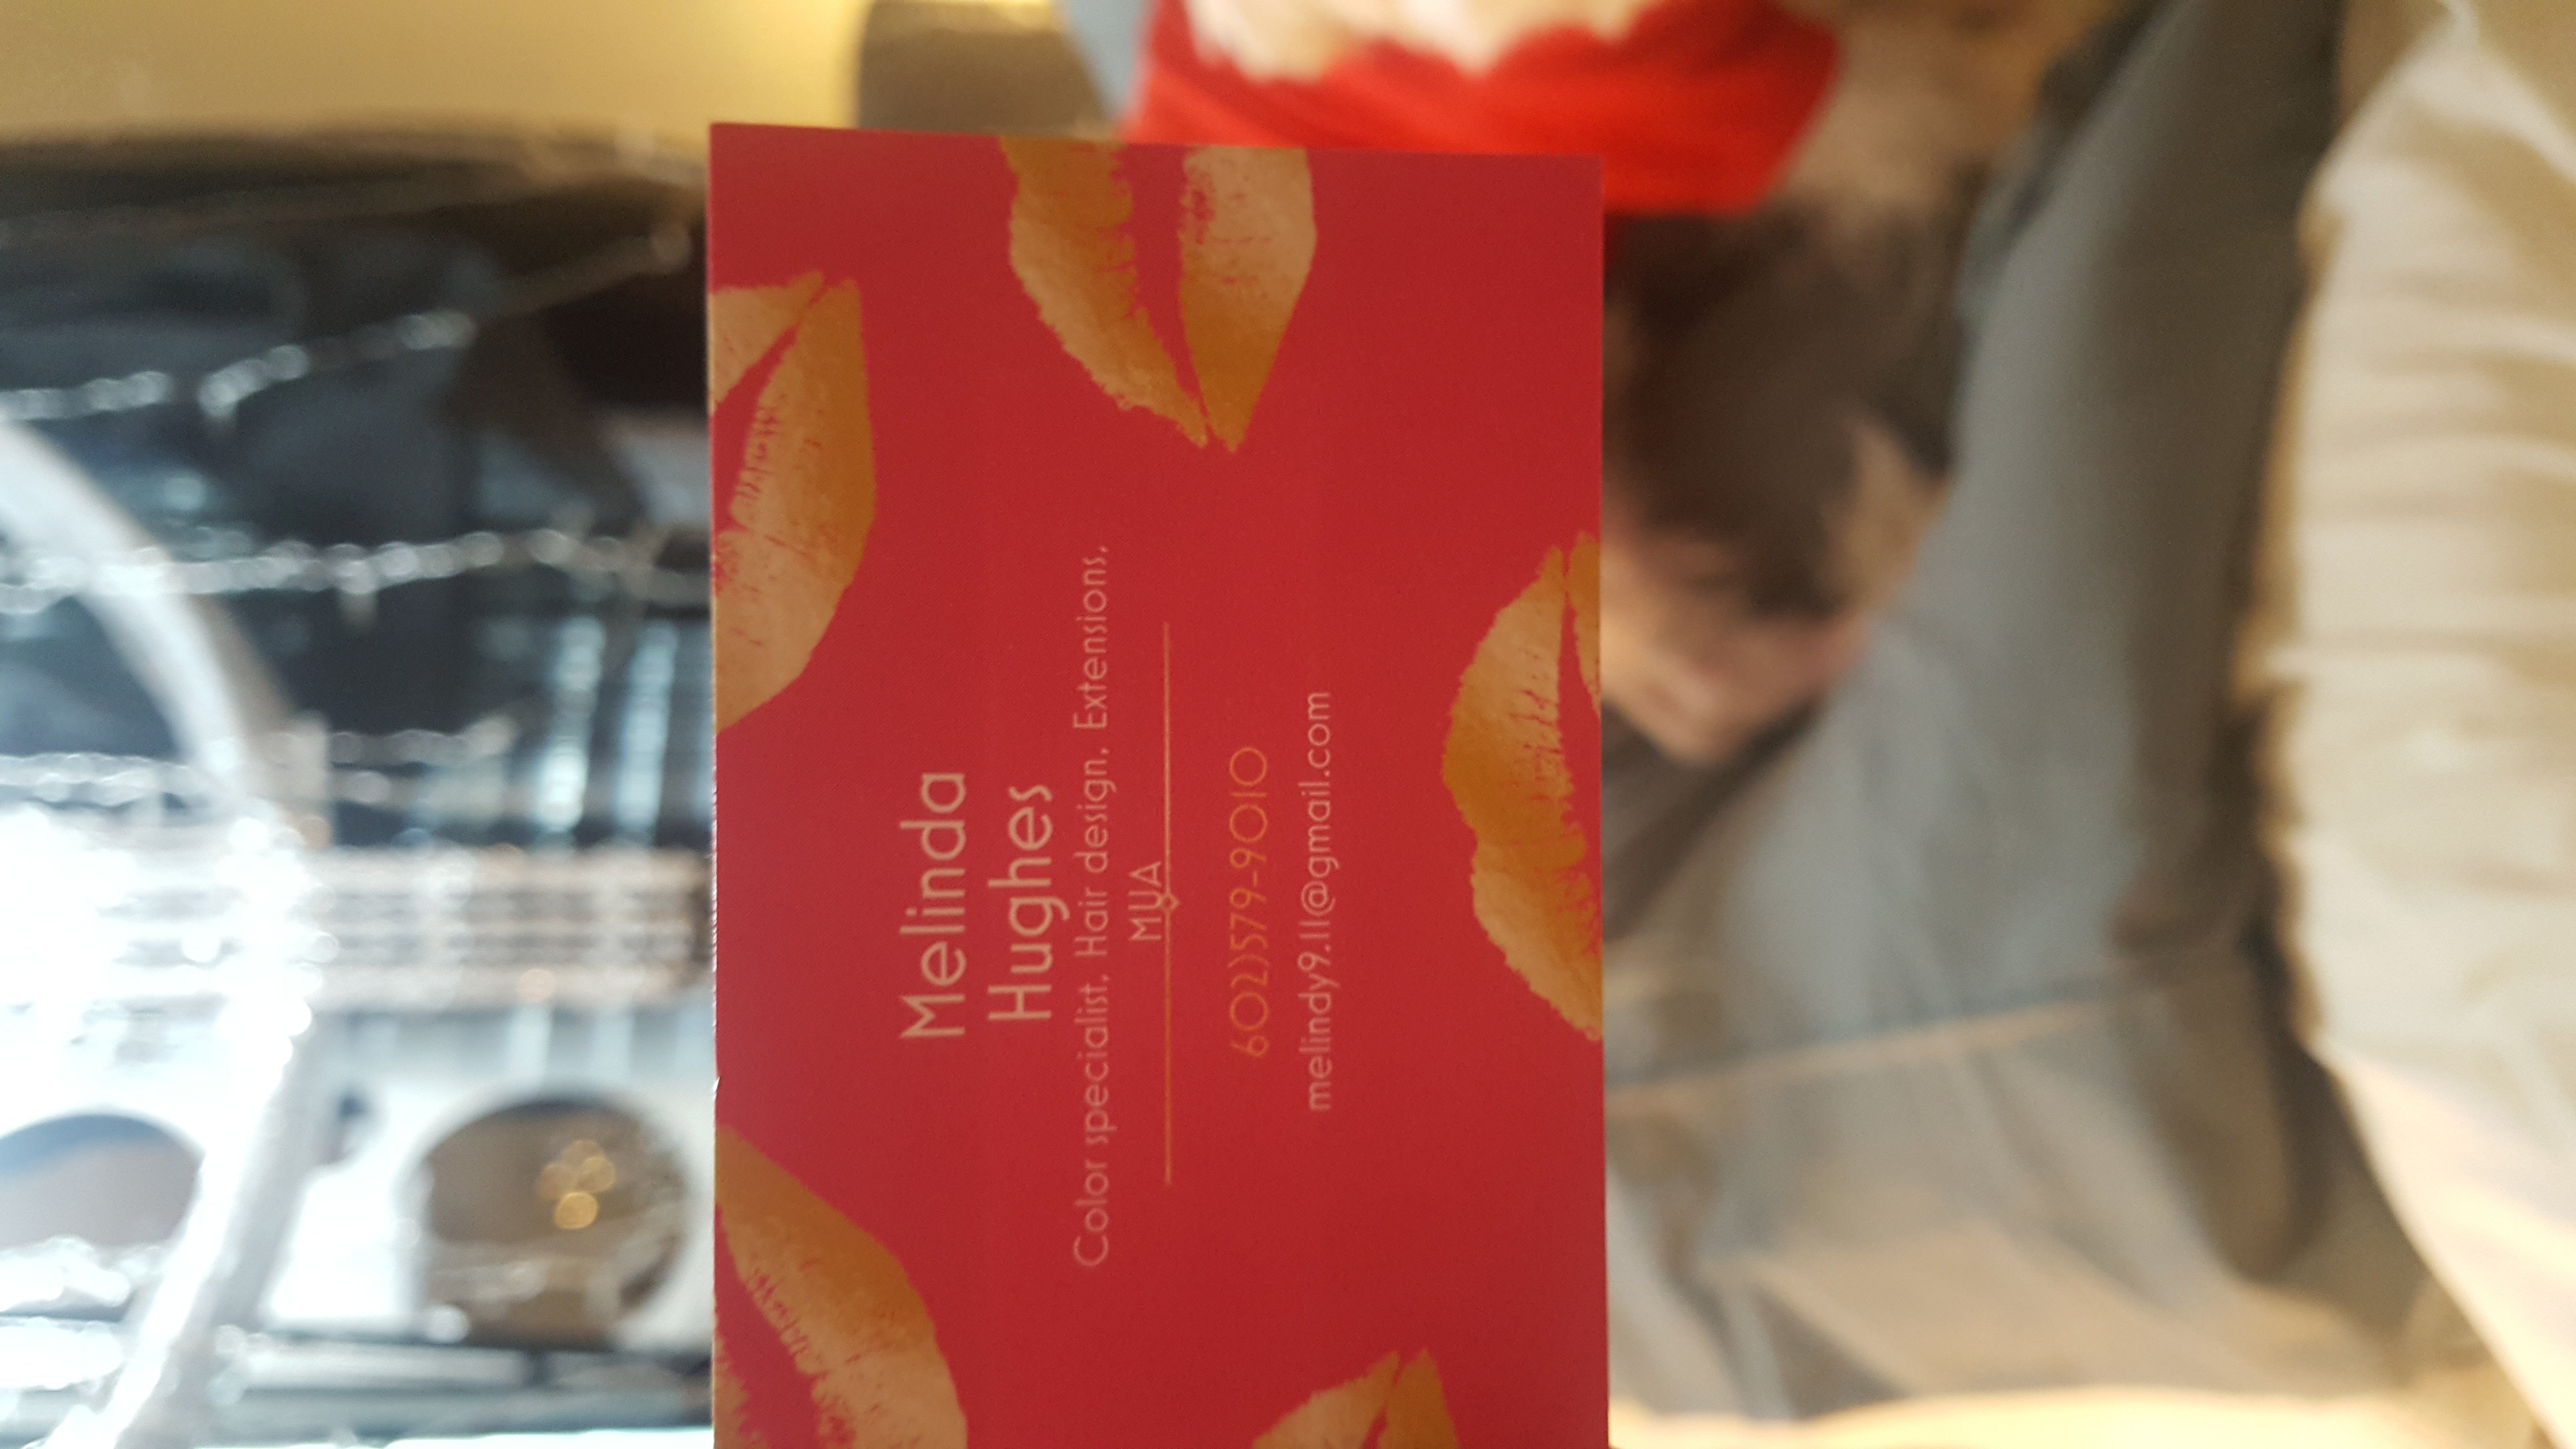 Melinda
Hughes
Color specialist, Hair design, Extensions,
MUA
602)579-9010
melindy9.11@gmail.com